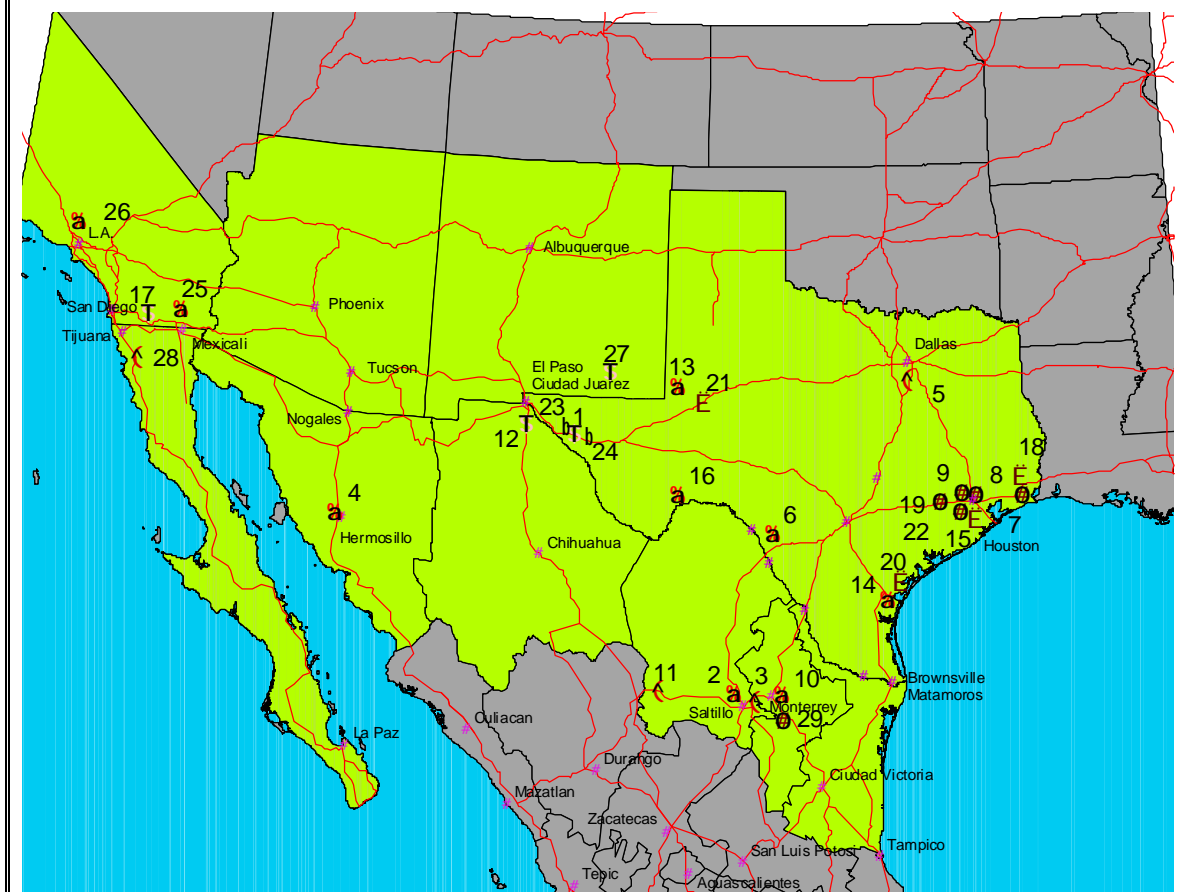 26
L.A.
Albuquerque
17
25
San Diego
T
Phoenix
Tijuana
Mexicali
28
Tucson
El Paso
Ciudad Juarez
27
T
13
a
21
Ë
Dallas
5
Nogales
23
1
b T b
12
T
24
4
a
Hermosillo
Chihuahua
16
a
6
a
9
8
18
Ë
19
Ë
7
22
15
Houston
20
Ë
14
a
11
2
a
3
10
a
Saltillo
Monterrey
29
Brownsville
Matamoros
La Paz
Culiacan
Durango
Ciudad Victoria
Mazatlan
Zacatecas
San Luis Potosi
Tampico
Tepic
Aguascalientes